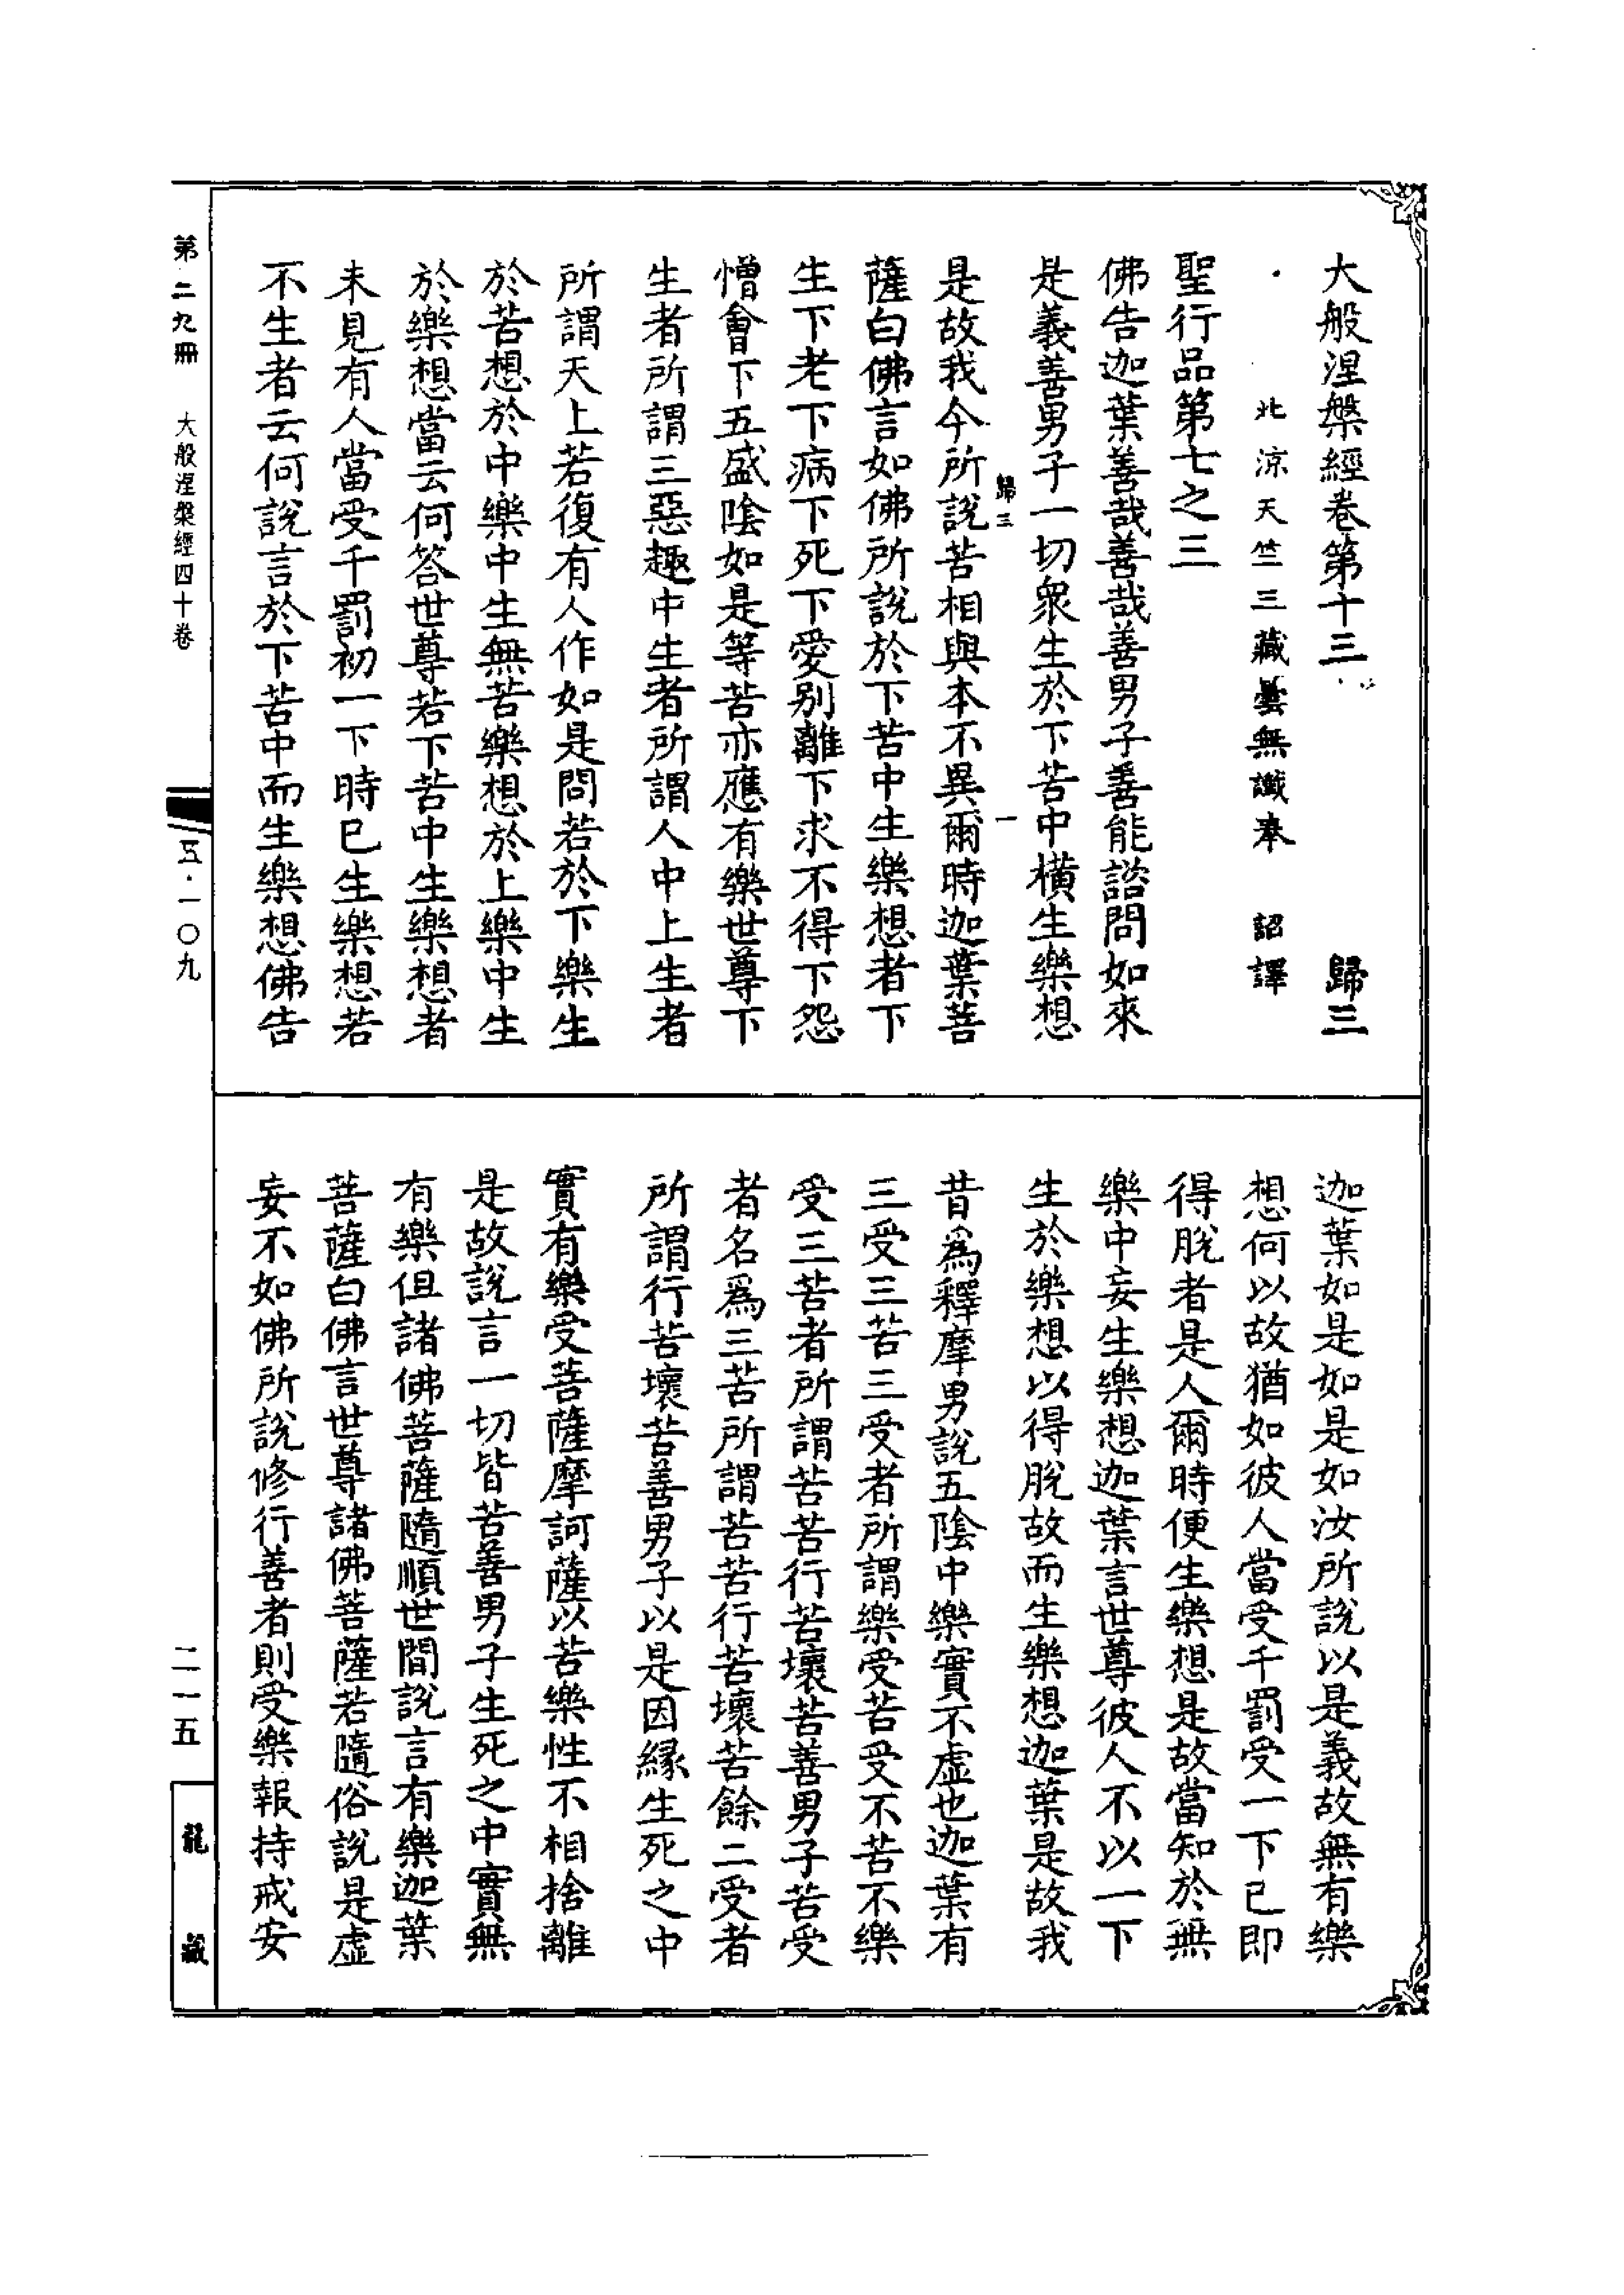 大般涅槃經卷第十三 歸三
北涼天竺三藏曇無讖奉 詔譯
聖行品第七之三
佛告迦葉善哉善哉善男子善能諮問如來
是義善男子一切衆生於下苦中橫生樂想
歸三 一
是故我今所說苦相與本不異爾時迦葉菩
薩白佛言如佛所說於下苦中生樂想者下
生下老下病下死下愛別離下求不得下怨
憎會下五盛陰如是等苦亦應有樂世尊下
生者所謂三惡趣中生者所謂人中上生者
所謂天上若復有人作如是問若於下樂生
於苦想於中樂中生無苦樂想於上樂中生
於樂想當云何答世尊若下苦中生樂想者
未見有人當受千罰初一下時已生樂想若
不生者云何說言於下苦中而生樂想佛告
迦葉如是如是如汝所說以是義故無有樂
想何以故猶如彼人當受千罰受一下已即
得脫者是人爾時便生樂想是故當知於無
樂中妄生樂想迦葉言世尊彼人不以一下
生於樂想以得脫故而生樂想迦葉是故我
昔爲釋摩男說五陰中樂實不虛也迦葉有
三受三苦三受者所謂樂受苦受不苦不樂
受三苦者所謂苦苦行苦壞苦善男子苦受
者名爲三苦所謂苦苦行苦壞苦餘二受者
所謂行苦壞苦善男子以是因緣生死之中
實有樂受菩薩摩訶薩以苦樂性不相捨離
是故說言一切皆苦善男子生死之中實無
有樂但諸佛菩薩隨順世間說言有樂迦葉
菩薩白佛言世尊諸佛菩薩若隨俗說是虛
妄不如佛所說修行善者則受樂報持戒安
第二九冊 大般涅槃經四十卷
五·一〇九
二一五
龍藏